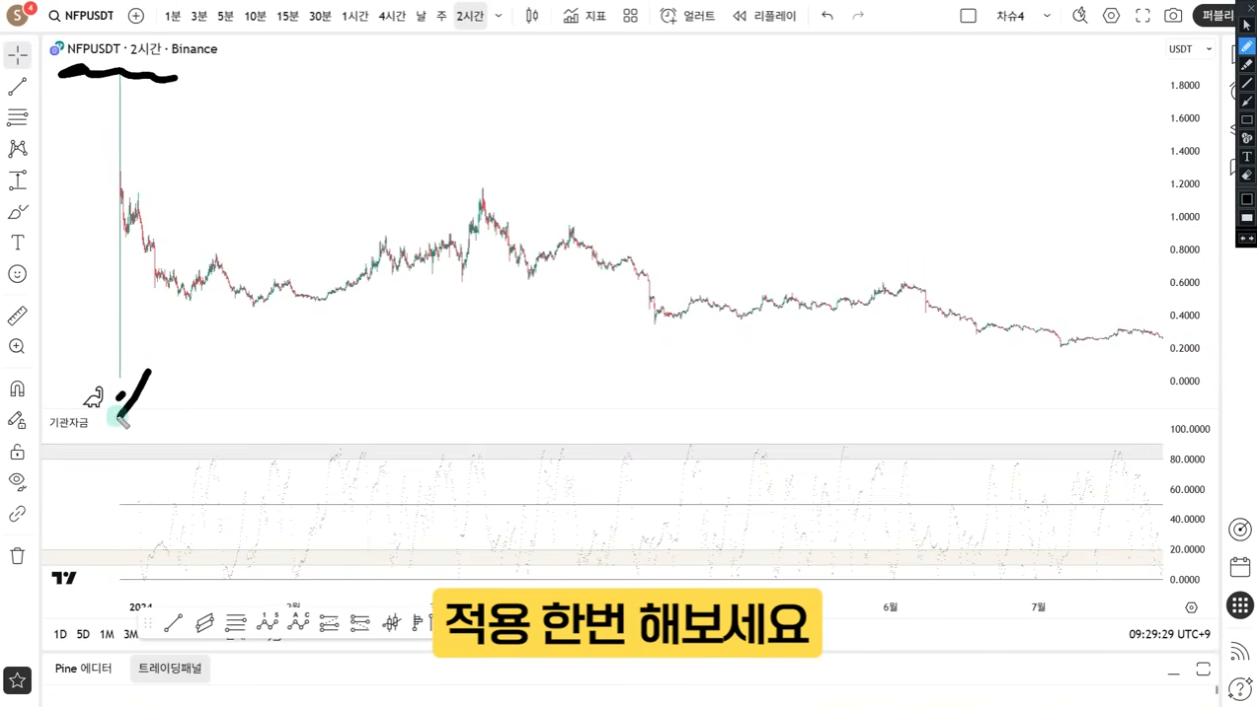 S 4 NFPUSDT 1분 3분 5분 10분 15분 30분 1시간 4시간 날 주 2시간 지표 얼러트 리플레이 차슈4 퍼블리
NFPUSDT · 2시간 · Binance
USDT
1.8000
1.6000
1.4000
1.2000
1.0000
0.8000
0.6000
0.4000
0.2000
0.0000
기관자금
100.0000
80.0000
60.0000
40.0000
20.0000
0.0000
2024
6월 7월
적용 한번 해보세요
1D 5D 1M 3M
09:29:29 UTC+9
Pine 에디터 트레이딩패널